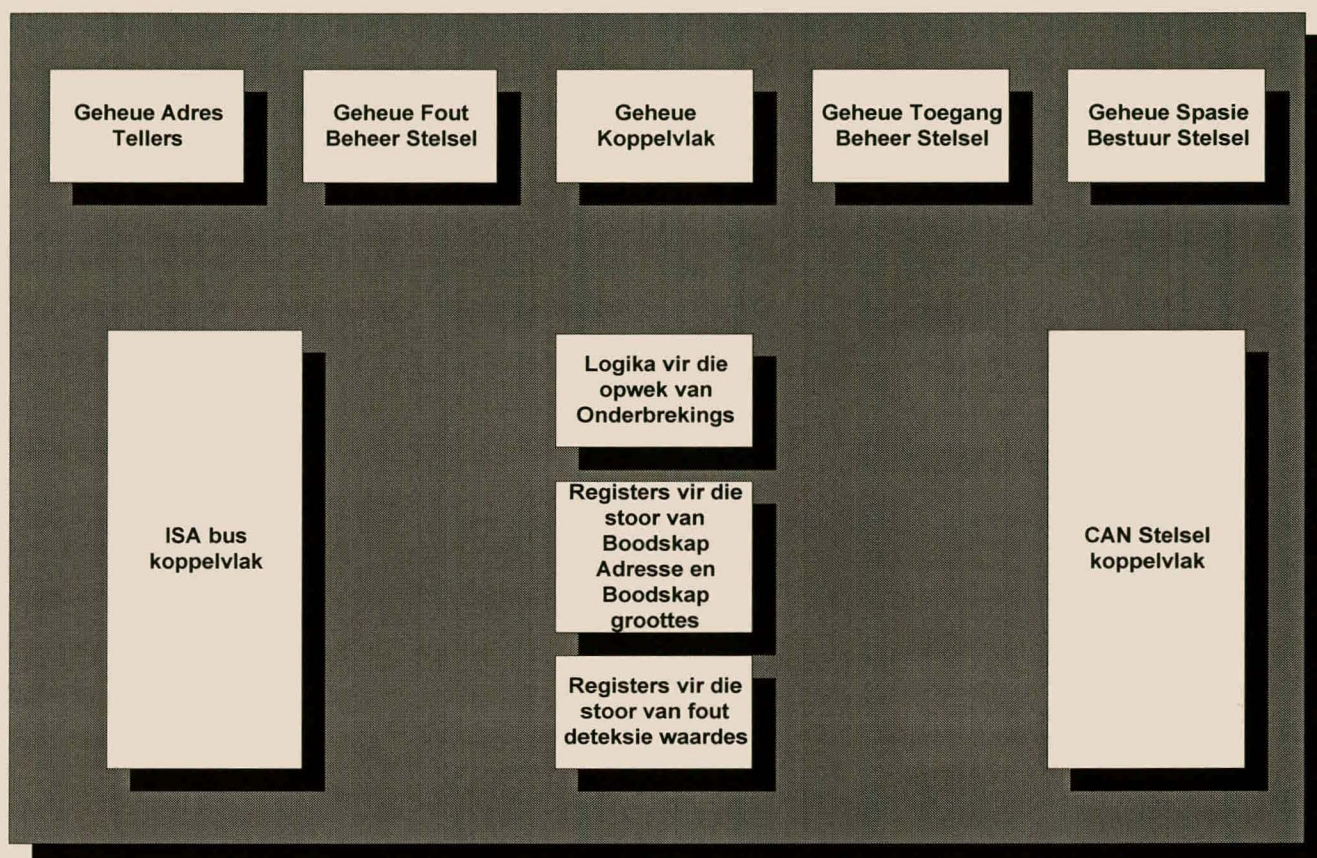 Geheue Adres
Tellers
Geheue Fout
Beheer Stelsel
Geheue
Koppelvlak
Geheue Toegang
Beheer Stelsel
Geheue Spasie
Bestuur Stelsel
ISA bus
koppelvlak
Logika vir die
opwek van
Onderbrekings
Registers vir die
stoor van
Boodskap
Adresse en
Boodskap
groottes
Registers vir die
stoor van fout
deteksie waardes
CAN Stelsel
koppelvlak